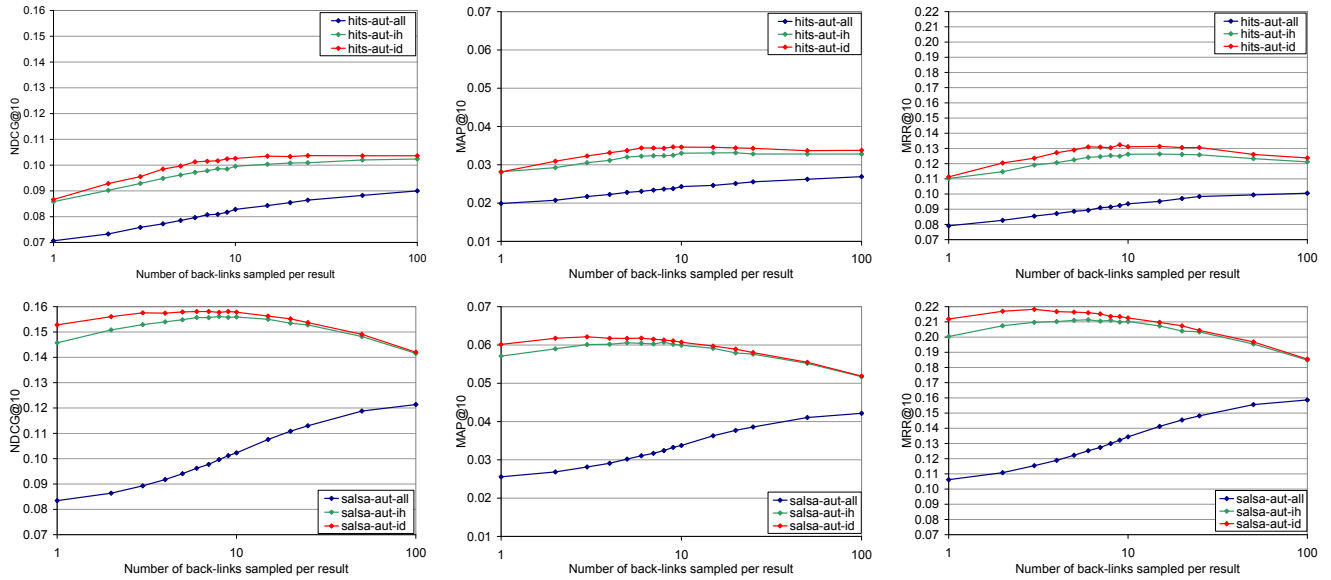 0.16
0.15
0.14
0.13
0.12
0.11
0.10
0.09
0.08
0.07
NDCG@10
hits-aut-all
hits-aut-ih
hits-aut-id
1 10 100
Number of back-links sampled per result
0.07
0.06
0.05
0.04
0.03
0.02
0.01
MAP@10
hits-aut-all
hits-aut-ih
hits-aut-id
1 10 100
Number of back-links sampled per result
0.22
0.21
0.20
0.19
0.18
0.17
0.16
0.15
0.14
0.13
0.12
0.11
0.10
0.09
0.08
0.07
MRR@10
hits-aut-all
hits-aut-ih
hits-aut-id
1 10 100
Number of back-links sampled per result
0.16
0.15
0.14
0.13
0.12
0.11
0.10
0.09
0.08
0.07
NDCG@10
salsa-aut-all
salsa-aut-ih
salsa-aut-id
1 10 100
Number of back-links sampled per result
0.07
0.06
0.05
0.04
0.03
0.02
0.01
MAP@10
salsa-aut-all
salsa-aut-ih
salsa-aut-id
1 10 100
Number of back-links sampled per result
0.22
0.21
0.20
0.19
0.18
0.17
0.16
0.15
0.14
0.13
0.12
0.11
0.10
0.09
0.08
0.07
MRR@10
salsa-aut-all
salsa-aut-ih
salsa-aut-id
1 10 100
Number of back-links sampled per result